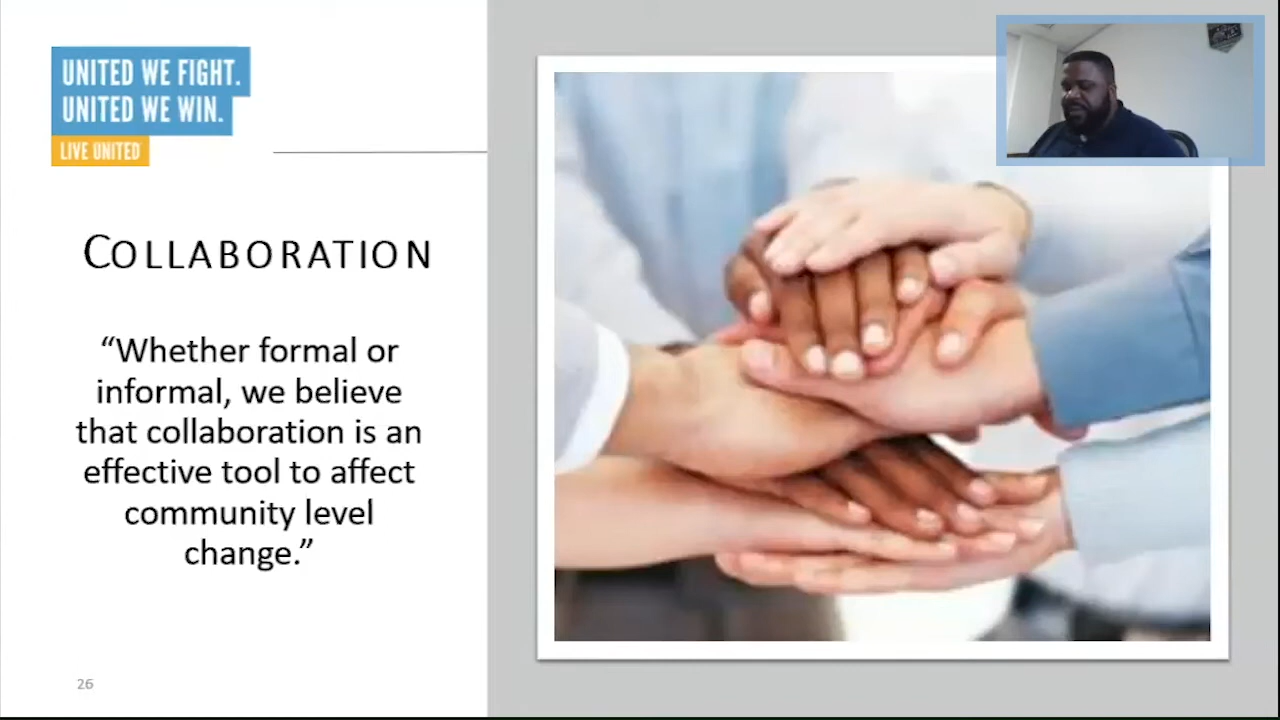 UNITED WE FIGHT.
UNITED WE WIN.
LIVE UNITED
COLLABORATION
“Whether formal or
informal, we believe
that collaboration is an
effective tool to affect
community level
change.”
26